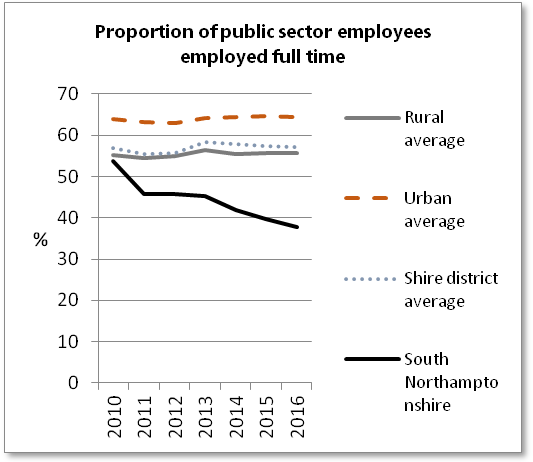 Proportion of public sector employees
employed full time
70
60
50
40
30
20
10
0
%
2010
2011
2012
2013
2014
2015
2016
Rural
average
Urban
average
Shire district
average
South
Northampto
nshire